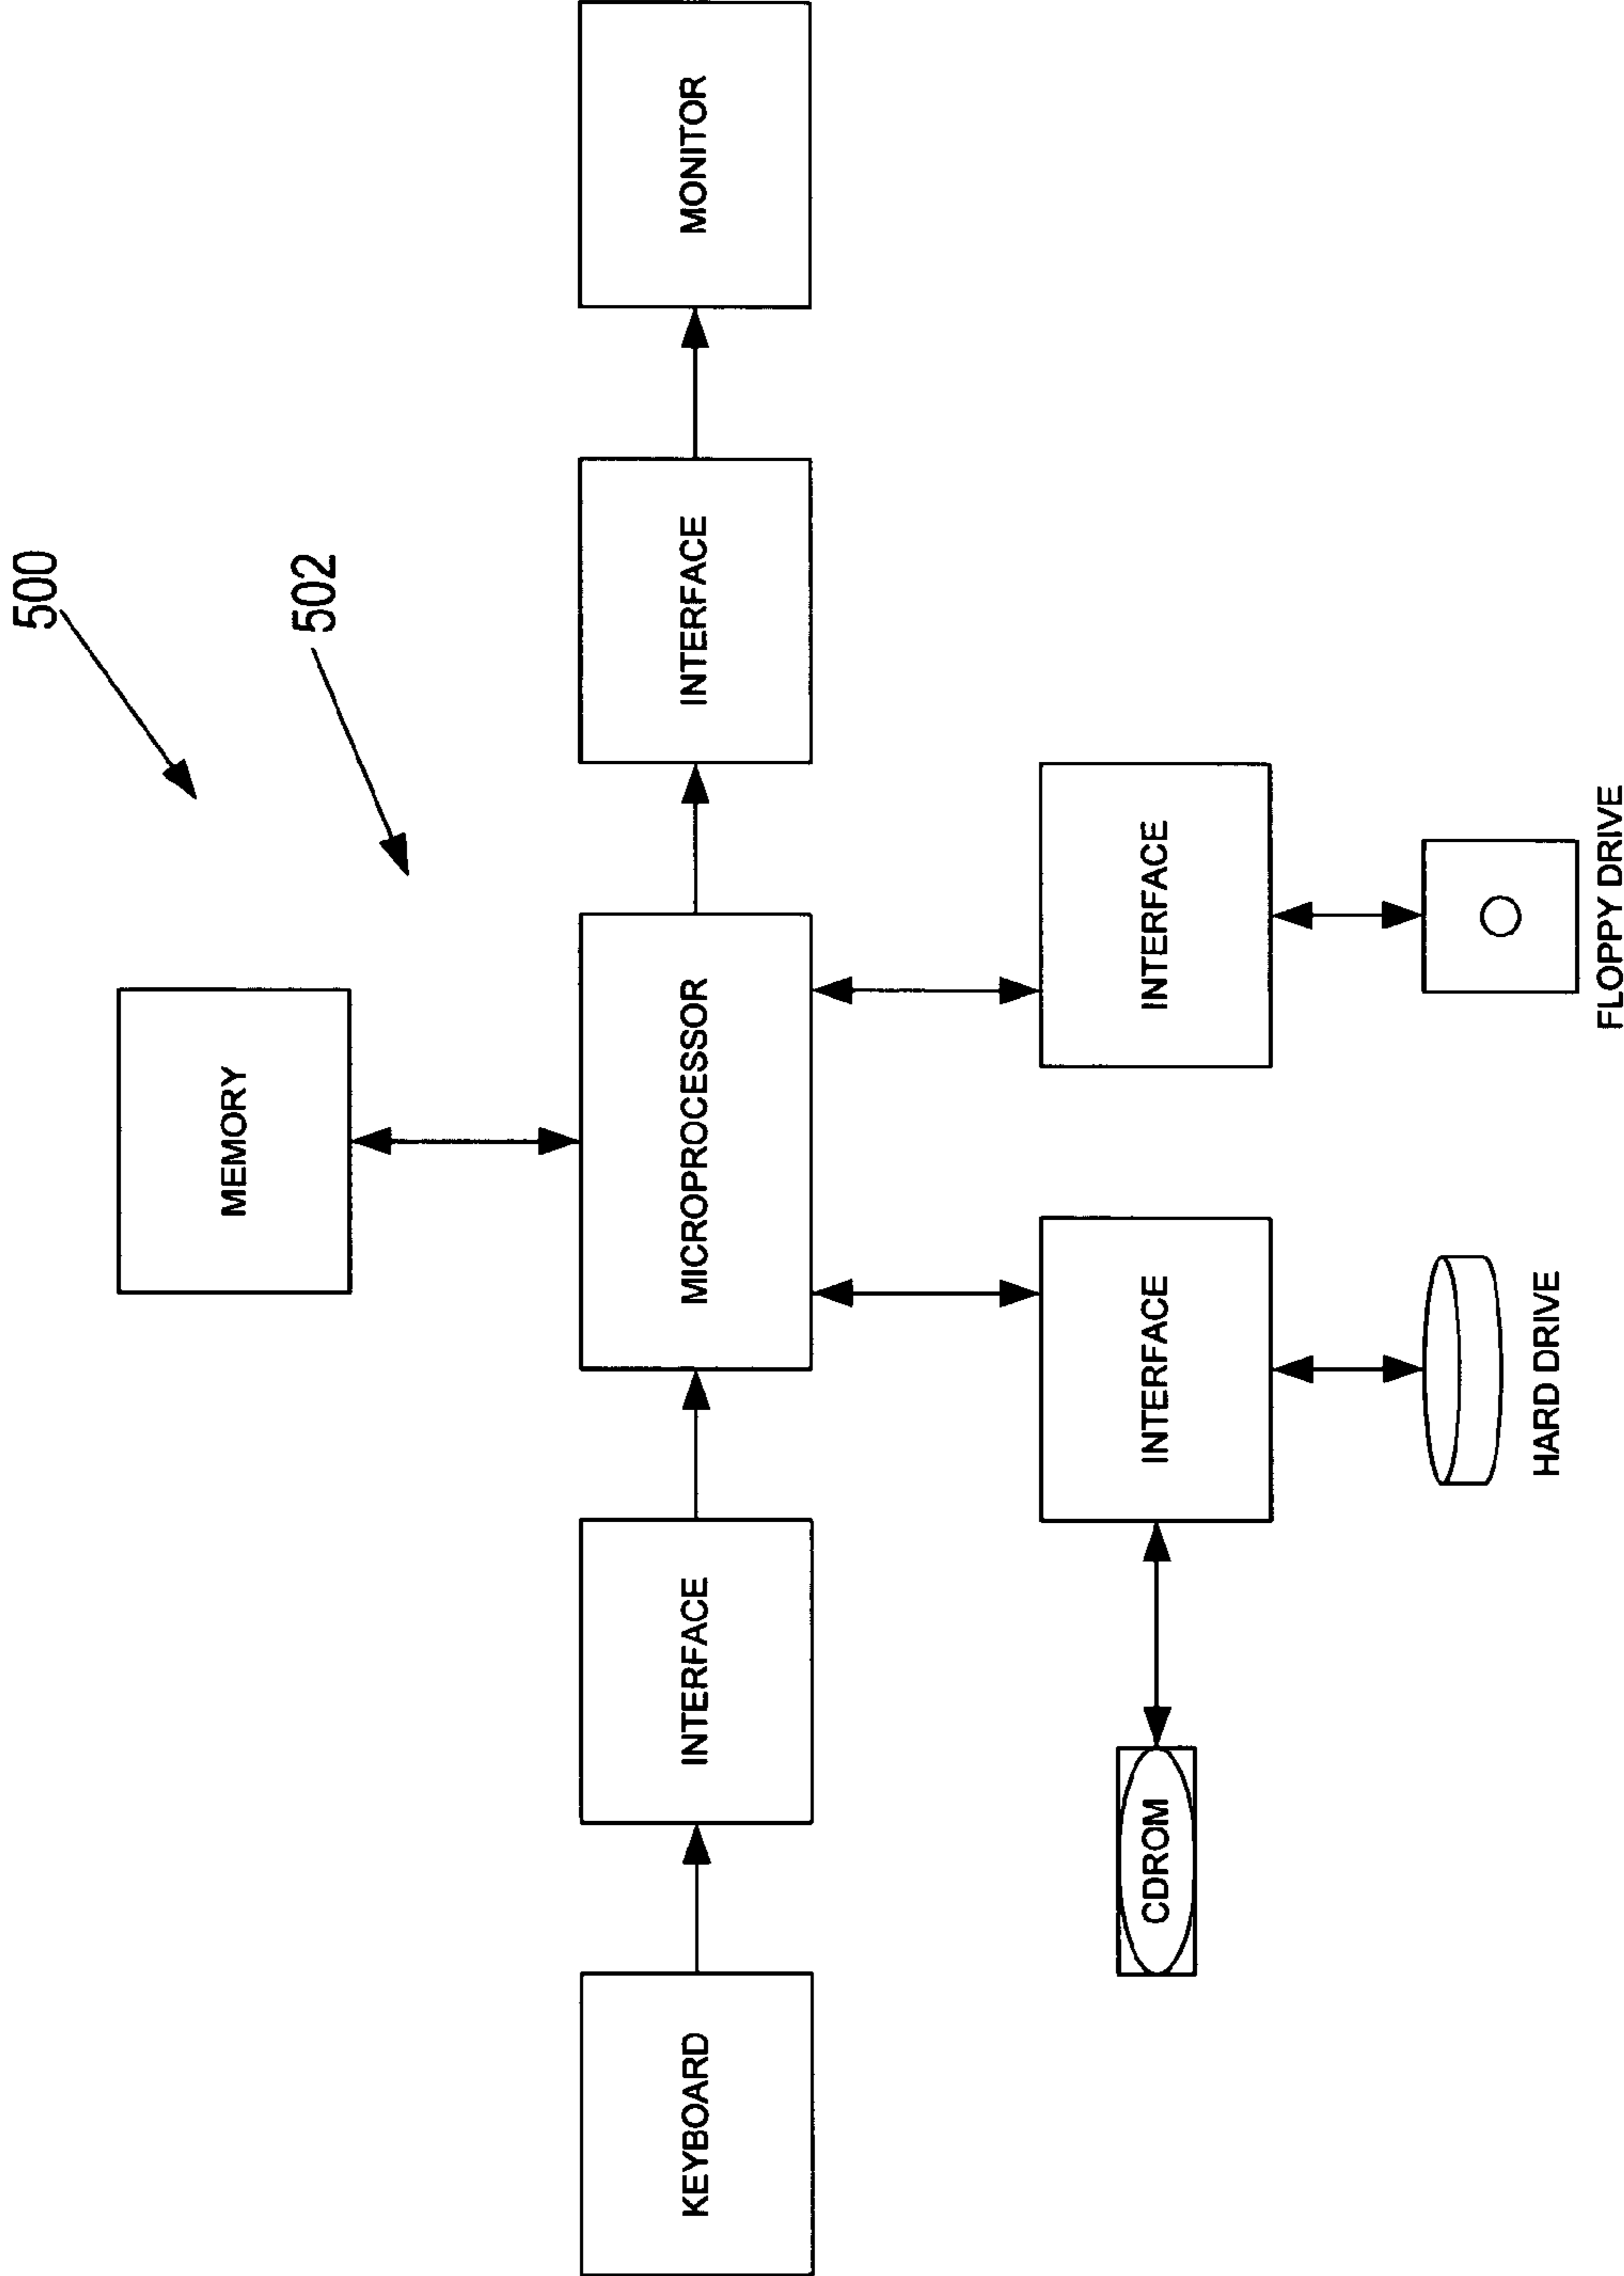 500
MEMORY
502
KEYBOARD
INTERFACE
MICROPROCESSOR
INTERFACE
MONITOR
CDROM
INTERFACE
INTERFACE
HARD DRIVE
FLOPPY DRIVE